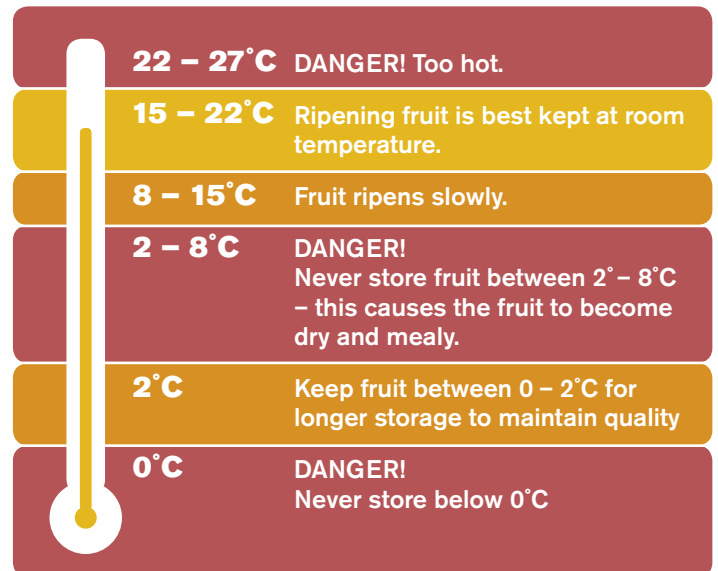 22 – 27°C DANGER! Too hot.
15 – 22°C Ripening fruit is best kept at room
temperature.
8 – 15°C Fruit ripens slowly.
2 – 8°C DANGER!
Never store fruit between 2° – 8°C
– this causes the fruit to become
dry and mealy.
2°C Keep fruit between 0 – 2°C for
longer storage to maintain quality
0°C DANGER!
Never store below 0°C